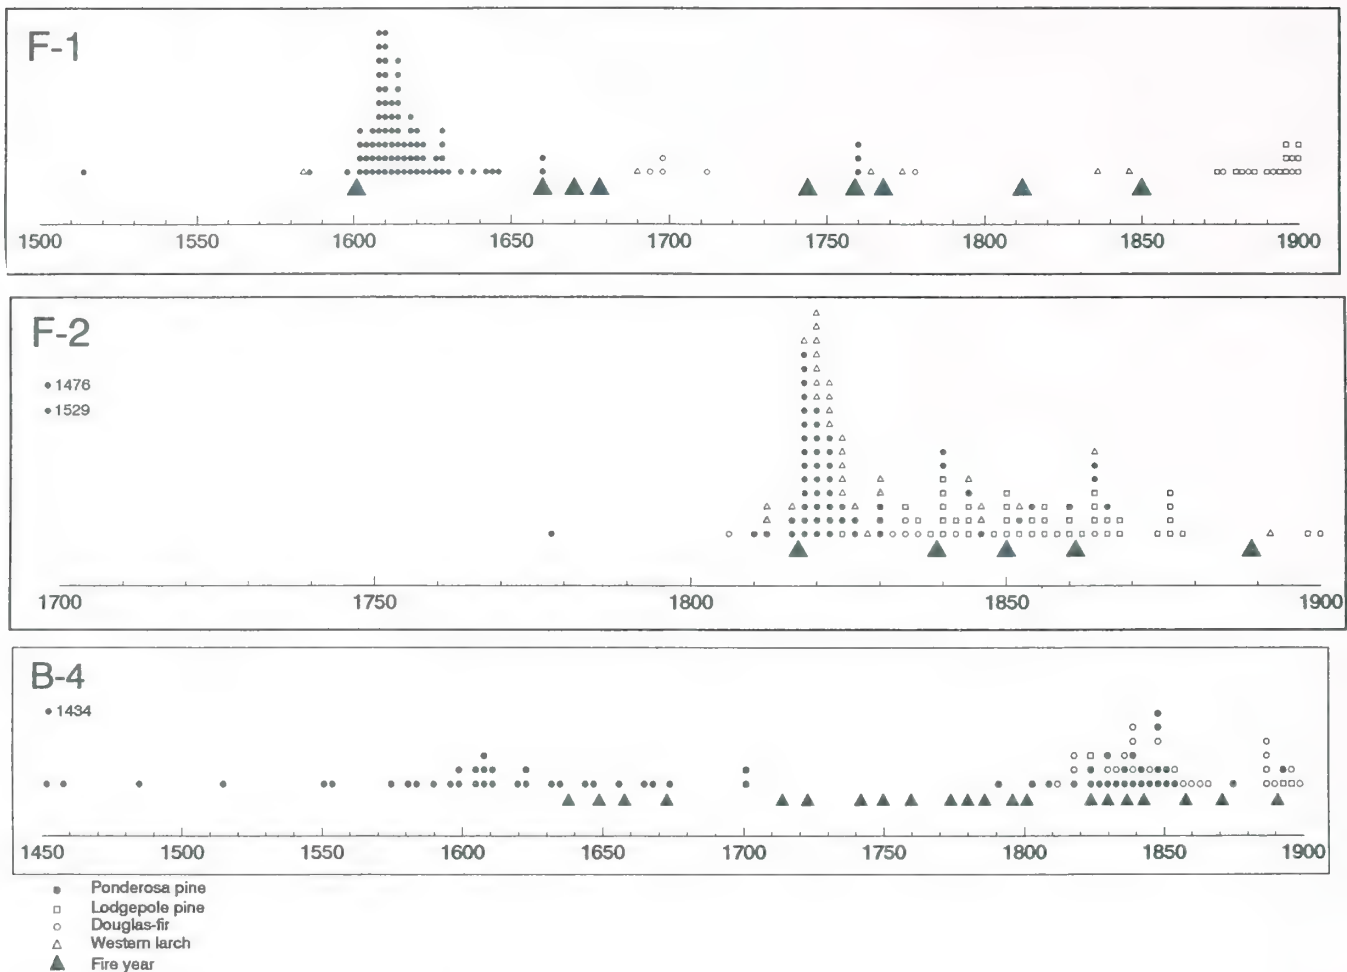 F-1
1500 1550 1600 1650 1700 1750 1800 1850 1900
F-2
1476
1529
1700 1750 1800 1850 1900
B-4
1434
1450 1500 1550 1600 1650 1700 1750 1800 1850 1900
Ponderosa pine
Lodgepole pine
Douglas-fir
Western larch
Fire year